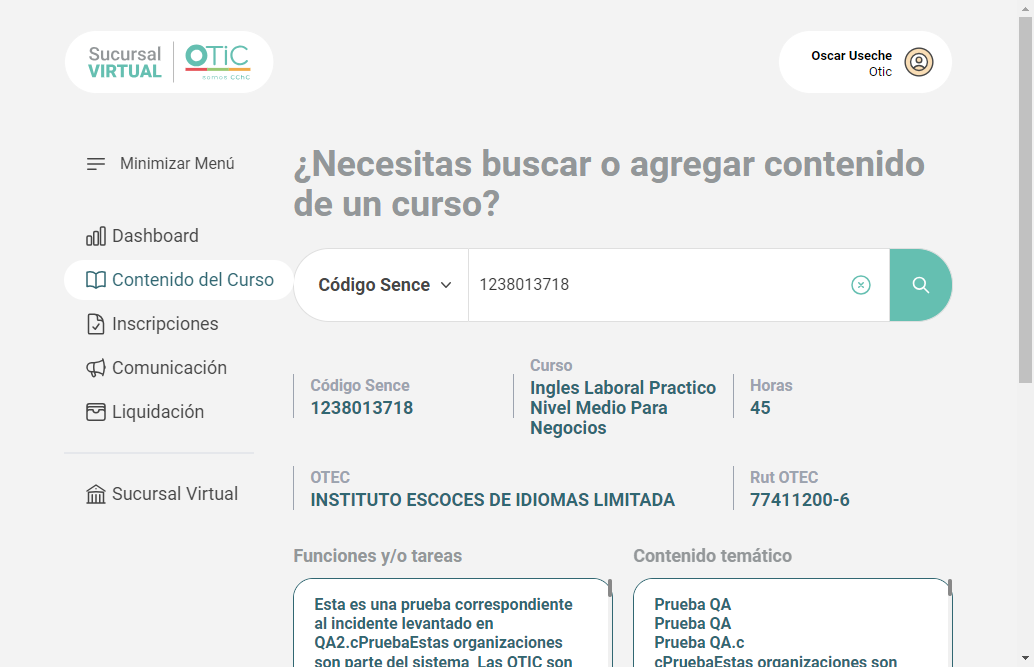 Sucursal
VIRTUAL
OTiC
somos CChC
Oscar Useche
Otic
Minimizar Menú
¿Necesitas buscar o agregar contenido
de un curso?
Dashboard
Contenido del Curso
Inscripciones
Comunicación
Liquidación
Sucursal Virtual
Código Sence
1238013718
Código Sence
1238013718
Curso
Ingles Laboral Practico
Nivel Medio Para
Negocios
Horas
45
OTEC
INSTITUTO ESCOCES DE IDIOMAS LIMITADA
Rut OTEC
77411200-6
Funciones y/o tareas
Esta es una prueba correspondiente
al incidente levantado en
QA2.cPruebaEstas organizaciones
son parte del sistema. Las OTIC son
Contenido temático
Prueba QA
Prueba QA
Prueba QA.c
cPruebaEstas organizaciones son